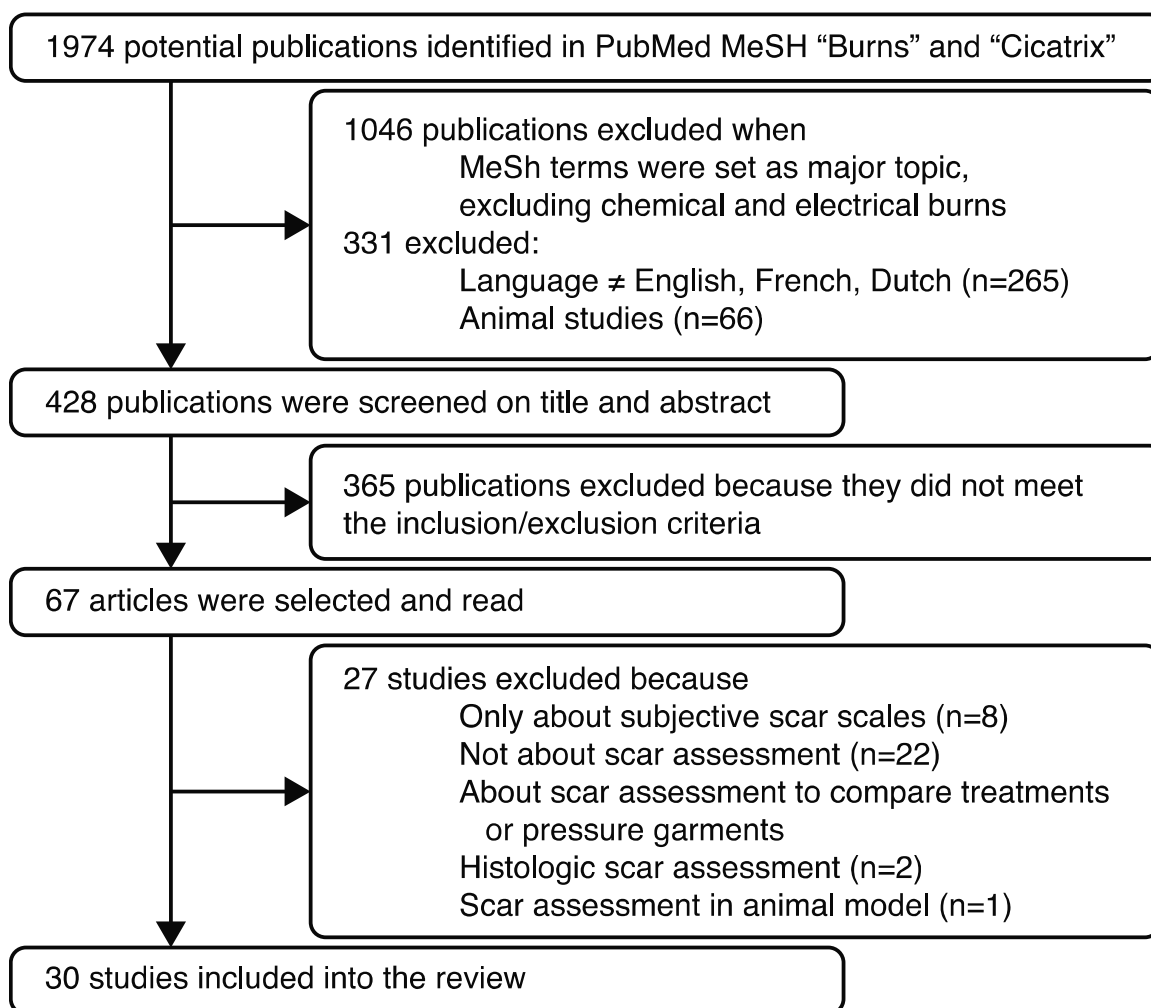 1974 potential publications identified in PubMed MeSH “Burns” and “Cicatrix”
1046 publications excluded when
MeSh terms were set as major topic,
excluding chemical and electrical burns
331 excluded:
Language ≠ English, French, Dutch (n=265)
Animal studies (n=66)
428 publications were screened on title and abstract
365 publications excluded because they did not meet
the inclusion/exclusion criteria
67 articles were selected and read
27 studies excluded because
Only about subjective scar scales (n=8)
Not about scar assessment (n=22)
About scar assessment to compare treatments
or pressure garments
Histologic scar assessment (n=2)
Scar assessment in animal model (n=1)
30 studies included into the review